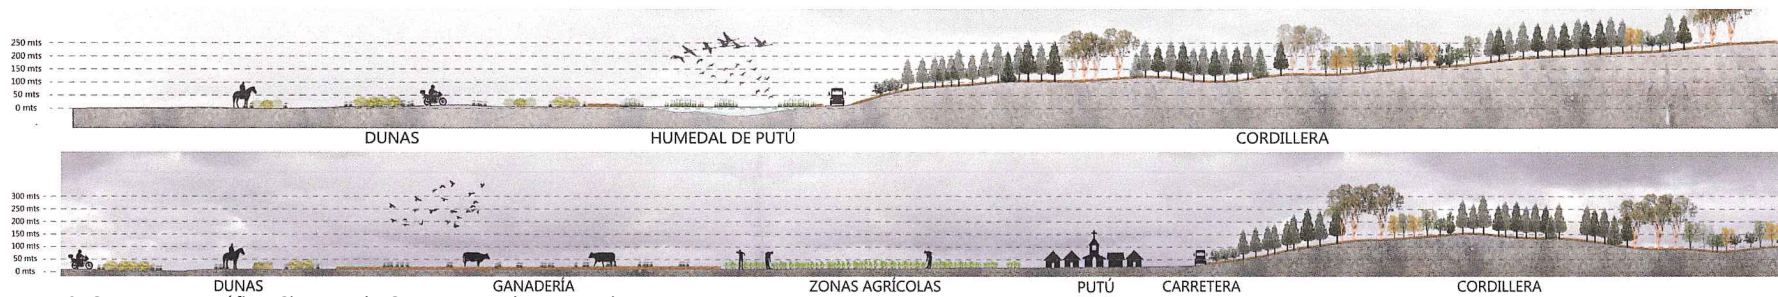 250 mts
200 mts
150 mts
100 mts
50 mts
0 mts
DUNAS HUMEDAL DE PUTÚ CORDILLERA
300 mts
250 mts
200 mts
150 mts
100 mts
50 mts
0 mts
DUNAS GANADERÍA ZONAS AGRÍCOLAS PUTÚ CARRETERA CORDILLERA